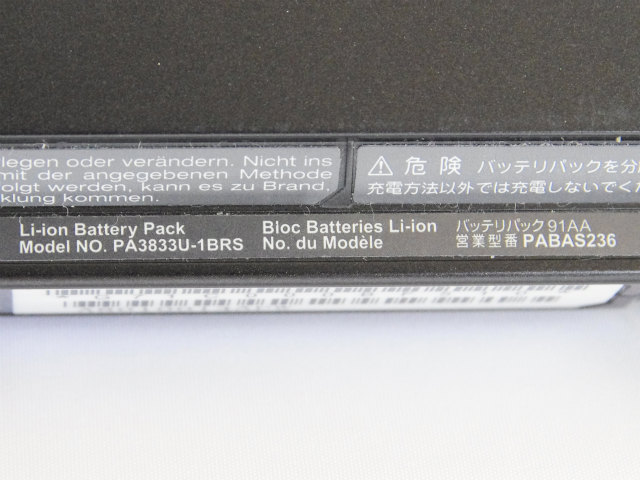 legen oder verändern. Nicht ins
mit der angegebenen Methode
olgt werden, kann es zu Brand,
klung kommen.
⚠ 危険 バッテリパックを分
充電方法以外では充電しないでく
Li-ion Battery Pack
Model NO. PA3833U-1BRS
Bloc Batteries Li-ion
No. du Modèle
バッテリパック91AA
営業型番 PABAS236